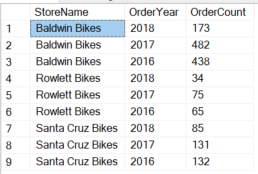 StoreName OrderYear OrderCount
1 Baldwin Bikes 2018 173
2 Baldwin Bikes 2017 482
3 Baldwin Bikes 2016 438
4 Rowlett Bikes 2018 34
5 Rowlett Bikes 2017 75
6 Rowlett Bikes 2016 65
7 Santa Cruz Bikes 2018 85
8 Santa Cruz Bikes 2017 131
9 Santa Cruz Bikes 2016 132